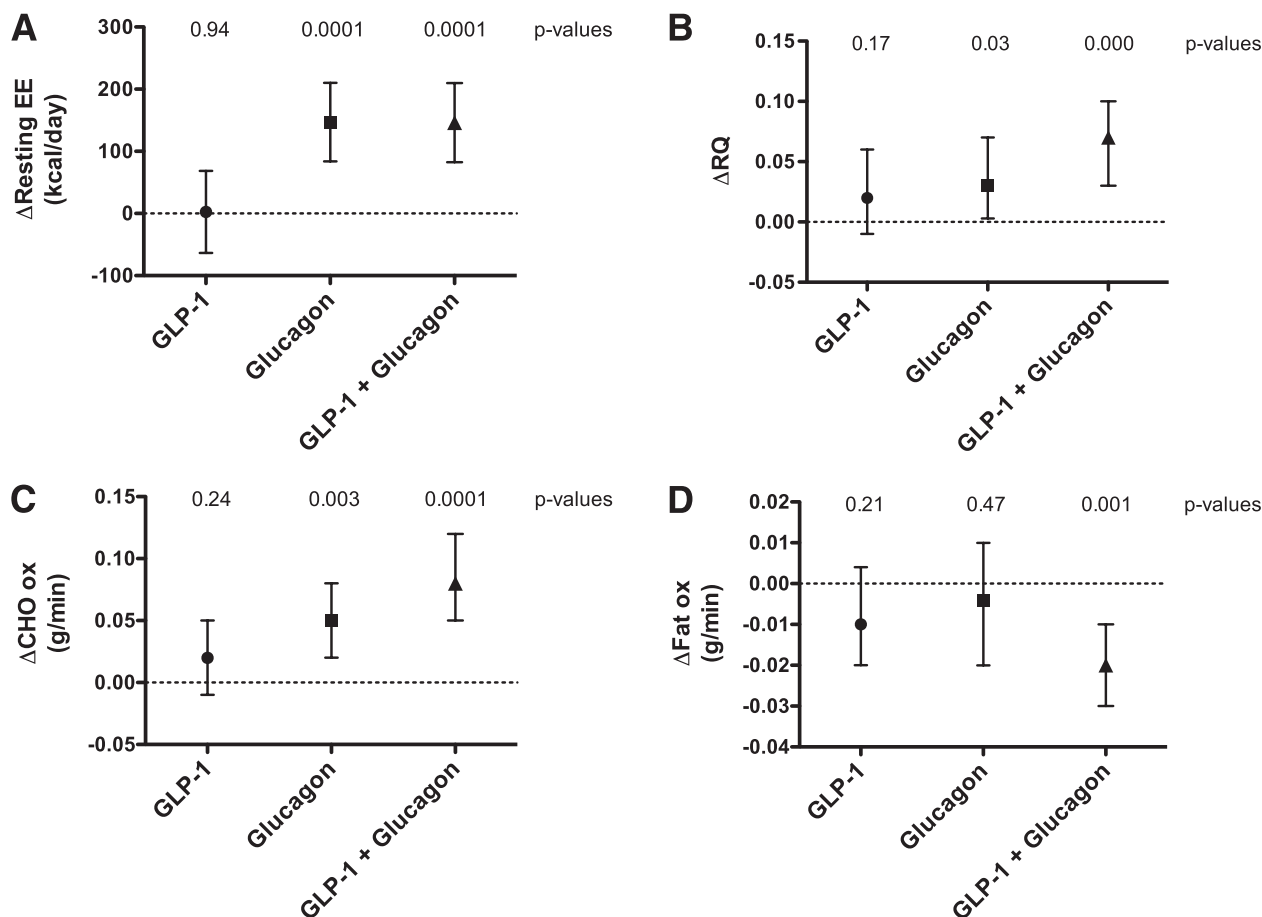 A
0.94 0.0001 0.0001 p-values
ΔResting EE
(kcal/day)
300
200
100
0
-100
GLP-1
Glucagon
GLP-1 + Glucagon
B
0.17 0.03 0.000 p-values
ΔRQ
0.15
0.10
0.05
0.00
-0.05
GLP-1
Glucagon
GLP-1 + Glucagon
C
0.24 0.003 0.0001 p-values
ΔCHO ox
(g/min)
0.15
0.10
0.05
0.00
-0.05
GLP-1
Glucagon
GLP-1 + Glucagon
D
0.21 0.47 0.001 p-values
ΔFat ox
(g/min)
0.02
0.01
0.00
-0.01
-0.02
-0.03
-0.04
GLP-1
Glucagon
GLP-1 + Glucagon